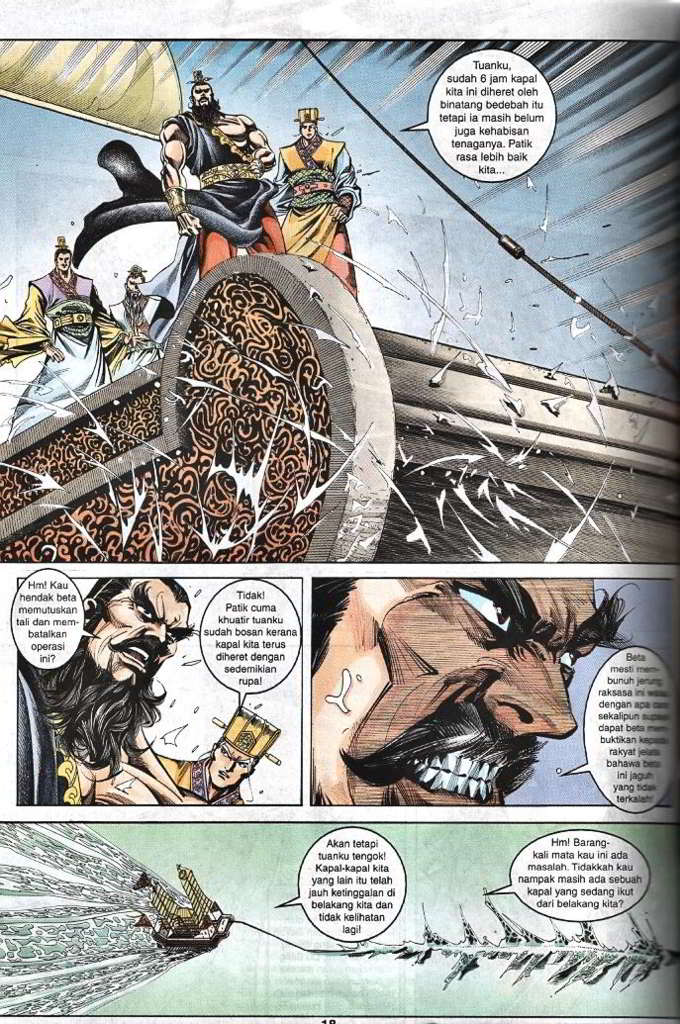 Tuanku,
sudah 6 jam kapal
kita ini diheret oleh
binatang bedebah itu
tetapi ia masih belum
juga kehabisan
tenaganya. Patik
rasa lebih baik
kita...
Hm! Kau
hendak beta
memutuskan
tali dan mem-
batalkan
operasi
ini?
Tidak!
Patik cuma
khuatir tuanku
sudah bosan kerana
kapal kita terus
diheret dengan
sedemikian
rupa!
Beta
mesti mem-
bunuh jerung
raksasa ini
dengan apa cara
sekalipun supaya
dapat beta mem-
buktikan kepada
rakyat jelata
bahawa beta
ini jaguh
yang tidak
terkalah!
Akan tetapi
tuanku tengok!
Kapal-kapal kita
yang lain itu telah
jauh ketinggalan di
belakang kita dan
tidak kelihatan
lagi!
Hm! Barang-
kali mata kau ini ada
masalah. Tidakkah kau
nampak masih ada sebuah
kapal yang sedang ikut
dari belakang kita?
18